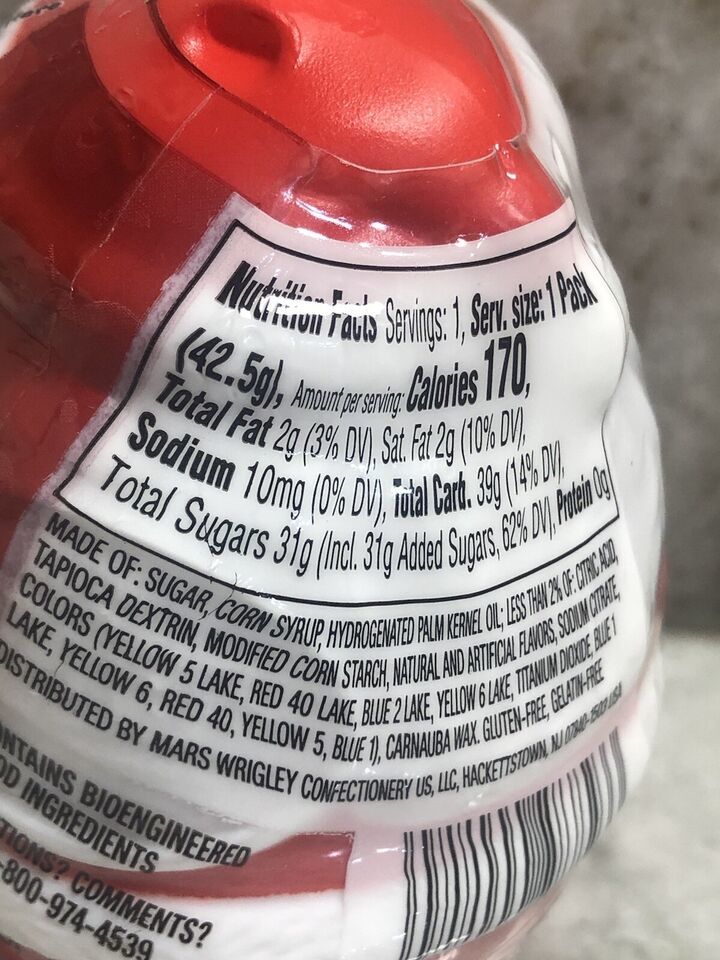 Nutrition Facts Servings: 1, Serv. size: 1 Pack
(42.5g), Amount per serving: Calories 170,
Total Fat 2g (3% DV), Sat. Fat 2g (10% DV),
Sodium 10mg (0% DV), Total Carb. 39g (14% DV),
Total Sugars 31g (Incl. 31g Added Sugars, 62% DV), Protein 0g
MADE OF: SUGAR, CORN SYRUP, HYDROGENATED PALM KERNEL OIL; LESS THAN 2% OF: CITRIC ACID,
TAPIOCA DEXTRIN, MODIFIED CORN STARCH, NATURAL AND ARTIFICIAL FLAVORS, SODIUM CITRATE,
COLORS (YELLOW 5 LAKE, RED 40 LAKE, BLUE 2 LAKE, YELLOW 6 LAKE, TITANIUM DIOXIDE, BLUE 1
LAKE, YELLOW 6, RED 40, YELLOW 5, BLUE 1), CARNAUBA WAX. GLUTEN-FREE, GELATIN-FREE
DISTRIBUTED BY MARS WRIGLEY CONFECTIONERY US, LLC, HACKETTSTOWN, NJ USA
NTAINS BIOENGINEERED
OD INGREDIENTS
TIONS? COMMENTS?
-800-974-4539